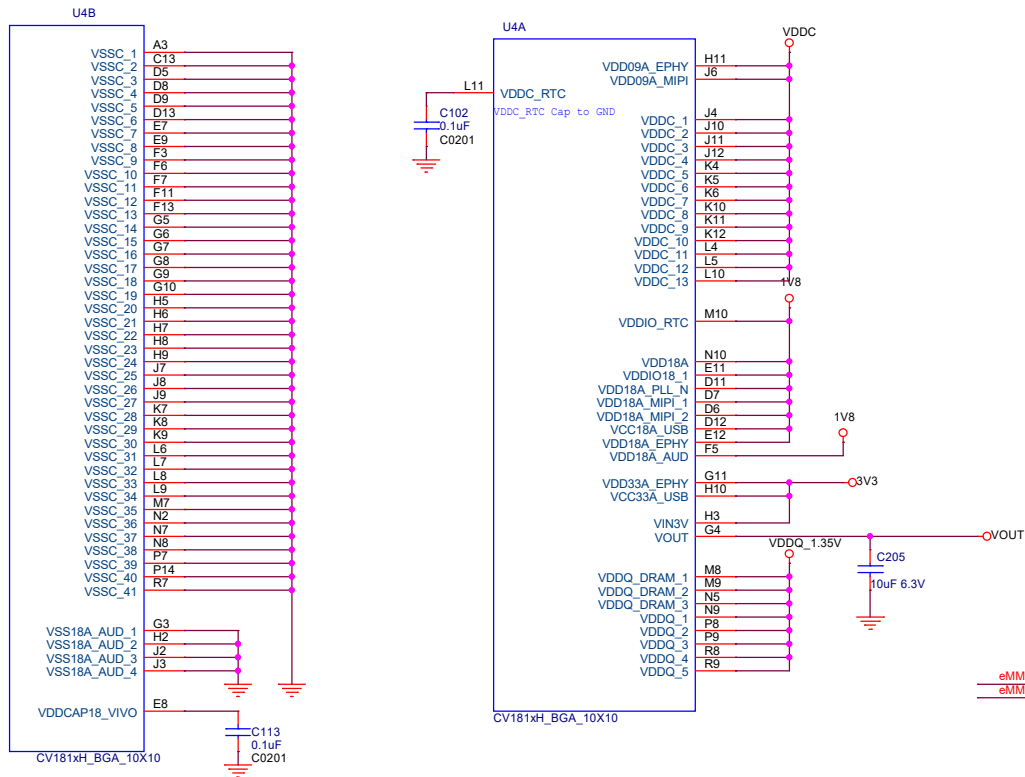 U4B
VSSC_1 A3
VSSC_2 C13
VSSC_3 D5
VSSC_4 D8
VSSC_5 D9
VSSC_6 D13
VSSC_7 E7
VSSC_8 E9
VSSC_9 F3
VSSC_10 F6
VSSC_11 F7
VSSC_12 F11
VSSC_13 F13
VSSC_14 G5
VSSC_15 G6
VSSC_16 G7
VSSC_17 G8
VSSC_18 G9
VSSC_19 G10
VSSC_20 H5
VSSC_21 H6
VSSC_22 H7
VSSC_23 H8
VSSC_24 H9
VSSC_25 J7
VSSC_26 J8
VSSC_27 J9
VSSC_28 K7
VSSC_29 K8
VSSC_30 K9
VSSC_31 L6
VSSC_32 L7
VSSC_33 L8
VSSC_34 L9
VSSC_35 M7
VSSC_36 N2
VSSC_37 N7
VSSC_38 N8
VSSC_39 P7
VSSC_40 P14
VSSC_41 R7
VSS18A_AUD_1 G3
VSS18A_AUD_2 H2
VSS18A_AUD_3 J2
VSS18A_AUD_4 J3
VDDCAP18_VIVO E8
C113
0.1uF
C0201
CV181xH_BGA_10X10
U4A
L11 VDDC_RTC
VDDC_RTC Cap to GND
C102
0.1uF
C0201
VDDC
VDD09A_EPHY H11
VDD09A_MIPI J6
VDDC_1 J4
VDDC_2 J10
VDDC_3 J11
VDDC_4 J12
VDDC_5 K4
VDDC_6 K5
VDDC_7 K6
VDDC_8 K10
VDDC_9 K11
VDDC_10 K12
VDDC_11 L4
VDDC_12 L5
VDDC_13 L10
1V8
VDDIO_RTC M10
VDD18A N10
VDDIO18_1 E11
VDD18A_PLL_N D11
VDD18A_MIPI_1 D7
VDD18A_MIPI_2 D6
VCC18A_USB D12
VDD18A_EPHY E12
VDD18A_AUD F5
1V8
VDD33A_EPHY G11
VCC33A_USB H10
3V3
VIN3V H3
VOUT G4
VOUT
C205
10uF 6.3V
VDDQ_1.35V
VDDQ_DRAM_1 M8
VDDQ_DRAM_2 M9
VDDQ_DRAM_3 N5
VDDQ_1 N9
VDDQ_2 P8
VDDQ_3 P9
VDDQ_4 R8
VDDQ_5 R9
CV181xH_BGA_10X10
eMM
eMM